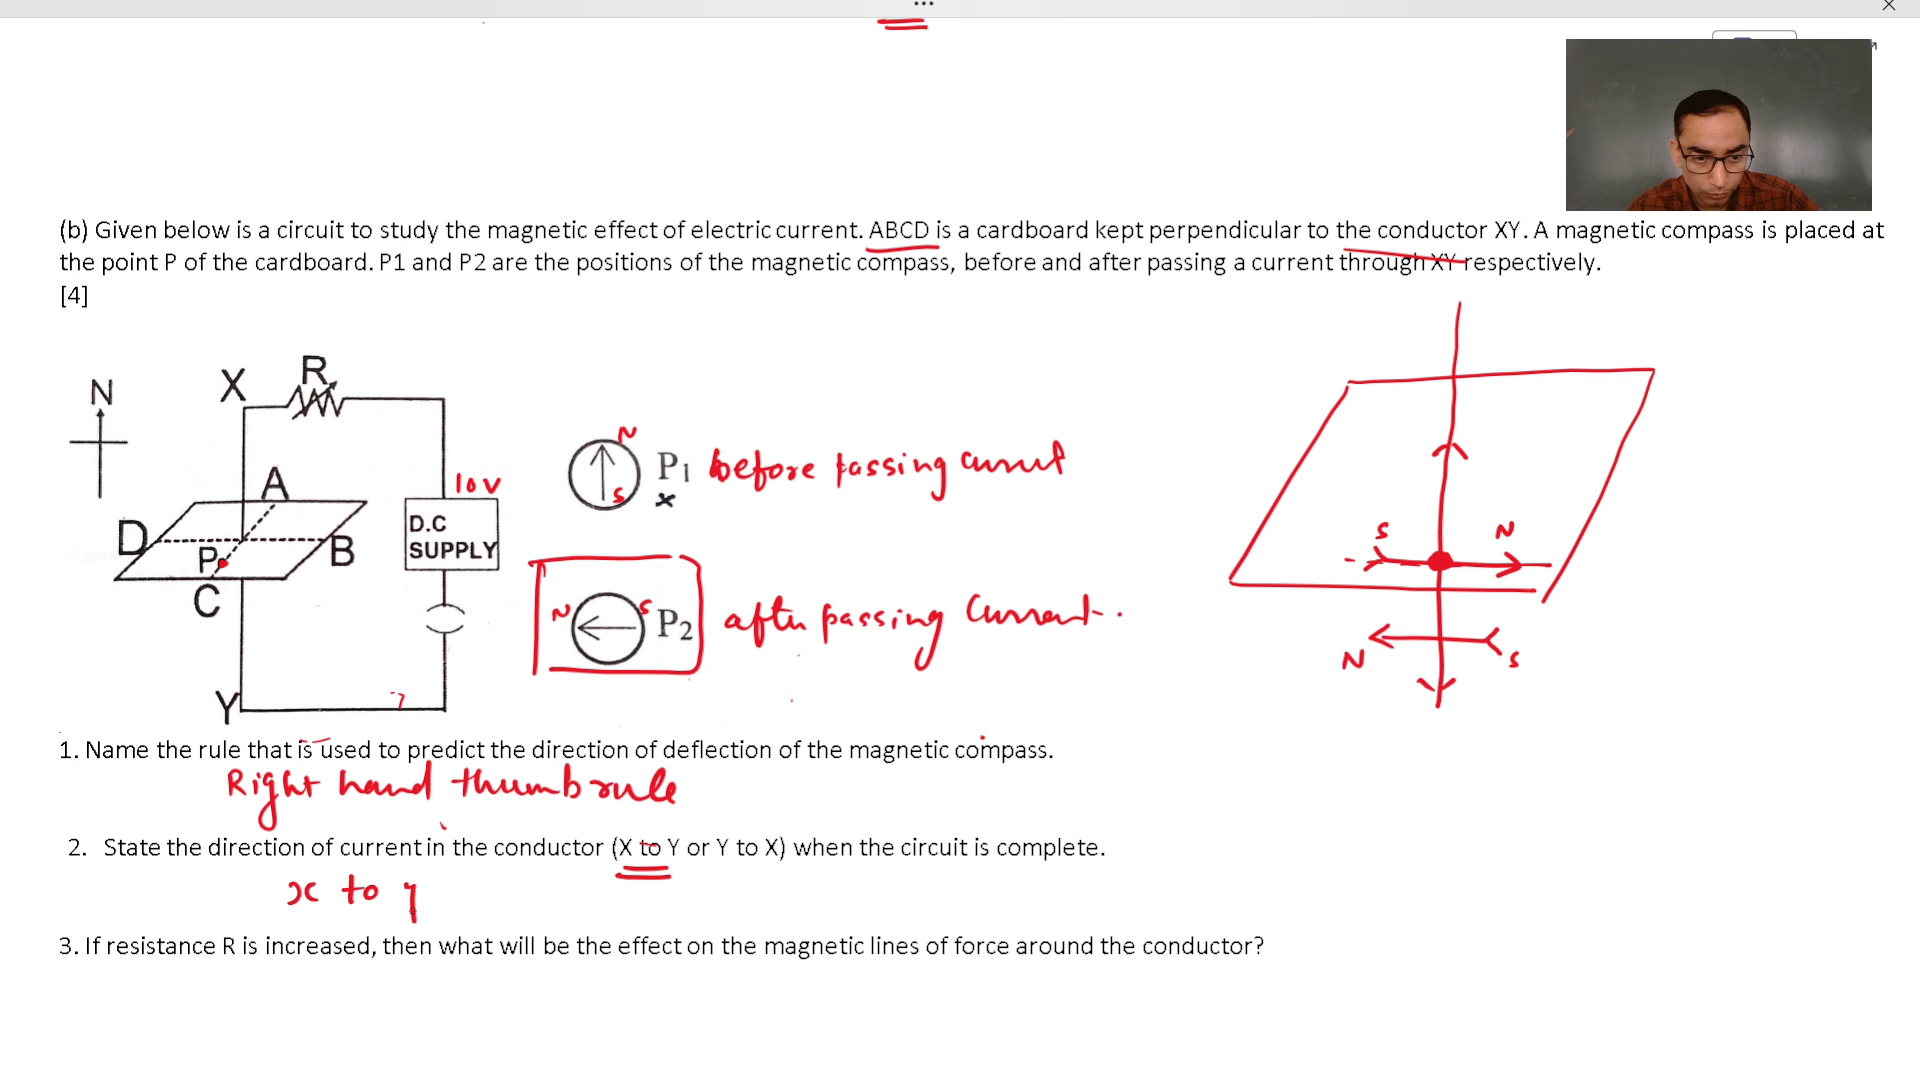 (b) Given below is a circuit to study the magnetic effect of electric current. ABCD is a cardboard kept perpendicular to the conductor XY. A magnetic compass is placed at
the point P of the cardboard. P1 and P2 are the positions of the magnetic compass, before and after passing a current through XY respectively.
[4]
N
X
R
A
D
B
P
C
Y
10V
D.C
SUPPLY
N
S
P1 before passing current
x
N
S
P2 after passing current.
S
N
N
S
1. Name the rule that is used to predict the direction of deflection of the magnetic compass.
Right hand thumb rule
2. State the direction of current in the conductor (X to Y or Y to X) when the circuit is complete.
x to y
3. If resistance R is increased, then what will be the effect on the magnetic lines of force around the conductor?